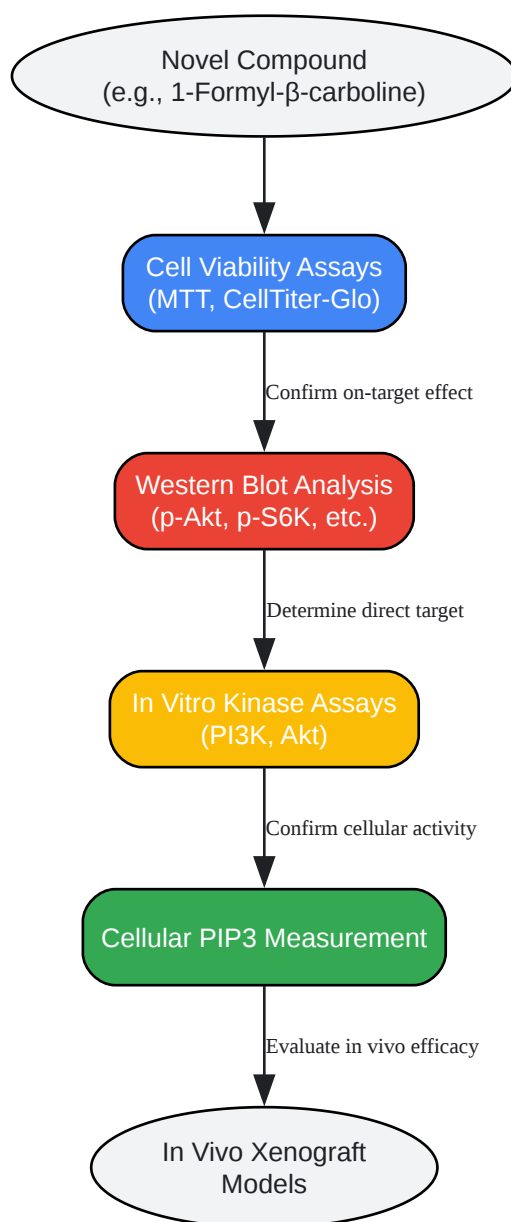 Novel Compound
(e.g., 1-Formyl-β-carboline)
Cell Viability Assays
(MTT, CellTiter-Glo)
Confirm on-target effect
Western Blot Analysis
(p-Akt, p-S6K, etc.)
Determine direct target
In Vitro Kinase Assays
(PI3K, Akt)
Confirm cellular activity
Cellular PIP3 Measurement
Evaluate in vivo efficacy
In Vivo Xenograft
Models